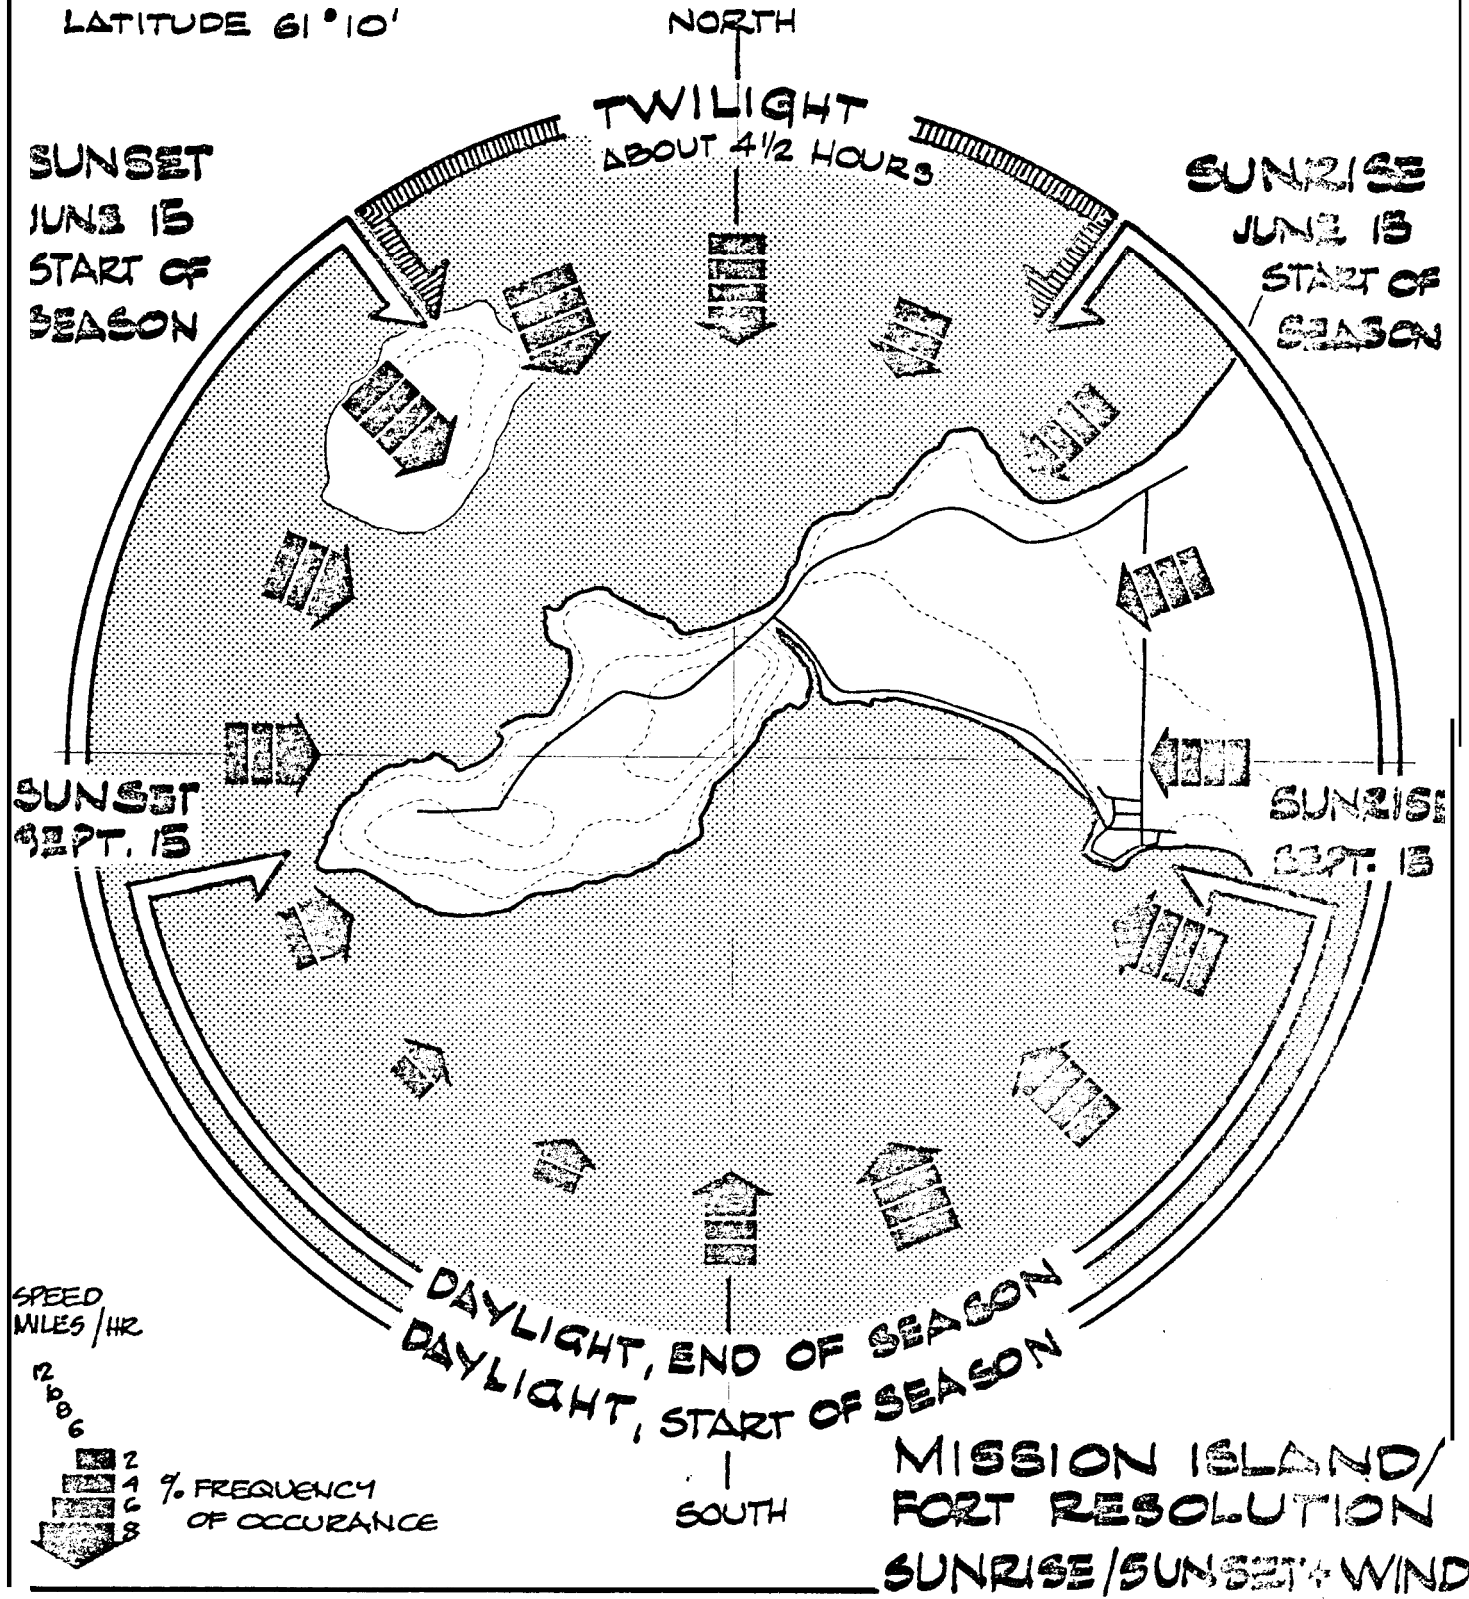 LATITUDE 61°10'
NORTH
TWILIGHT
ABOUT 4 1/2 HOURS
SUNSET
JUNE 15
START OF
SEASON
SUNRISE
JUNE 15
START OF
SEASON
SUNSET
SEPT. 15
SUNRISE
SEPT. 15
DAYLIGHT, END OF SEASON
DAYLIGHT, START OF SEASON
SOUTH
SPEED
MILES/HR
12
10
8
6
2
4
6
8
% FREQUENCY
OF OCCURANCE
MISSION ISLAND/
FORT RESOLUTION
SUNRISE/SUNSET + WIND